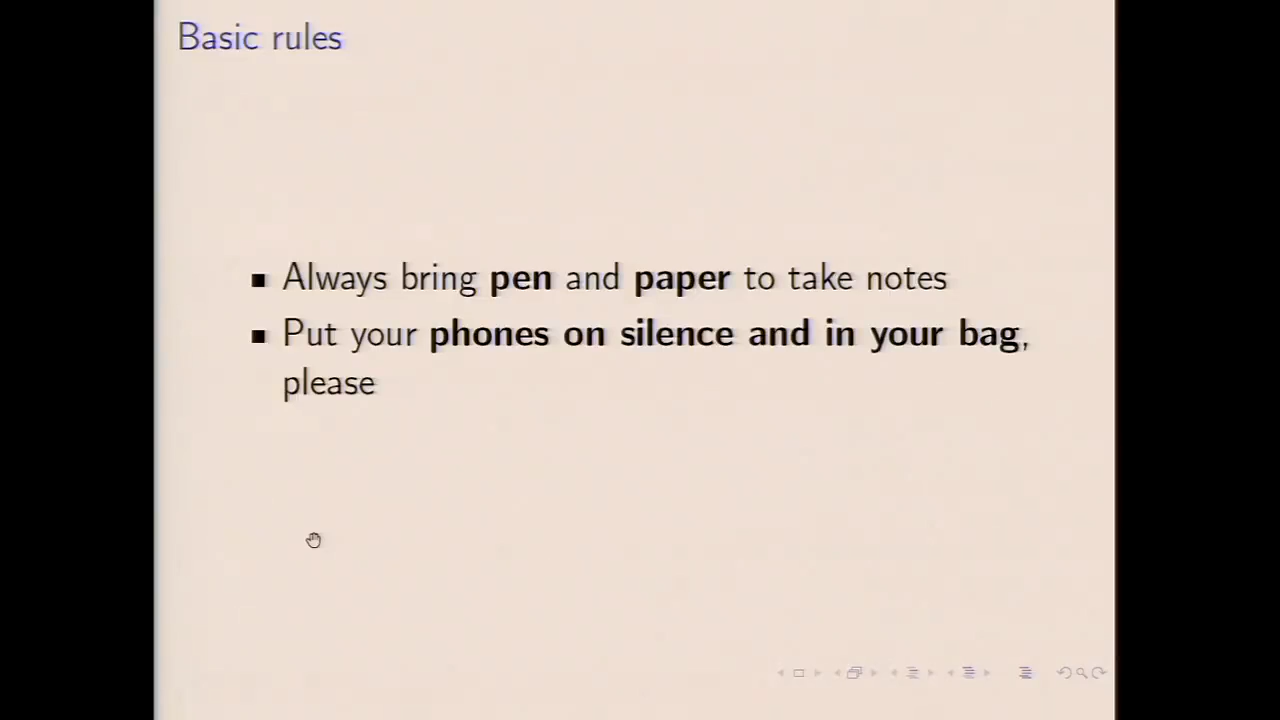 Basic rules
Always bring pen and paper to take notes
Put your phones on silence and in your bag,
please